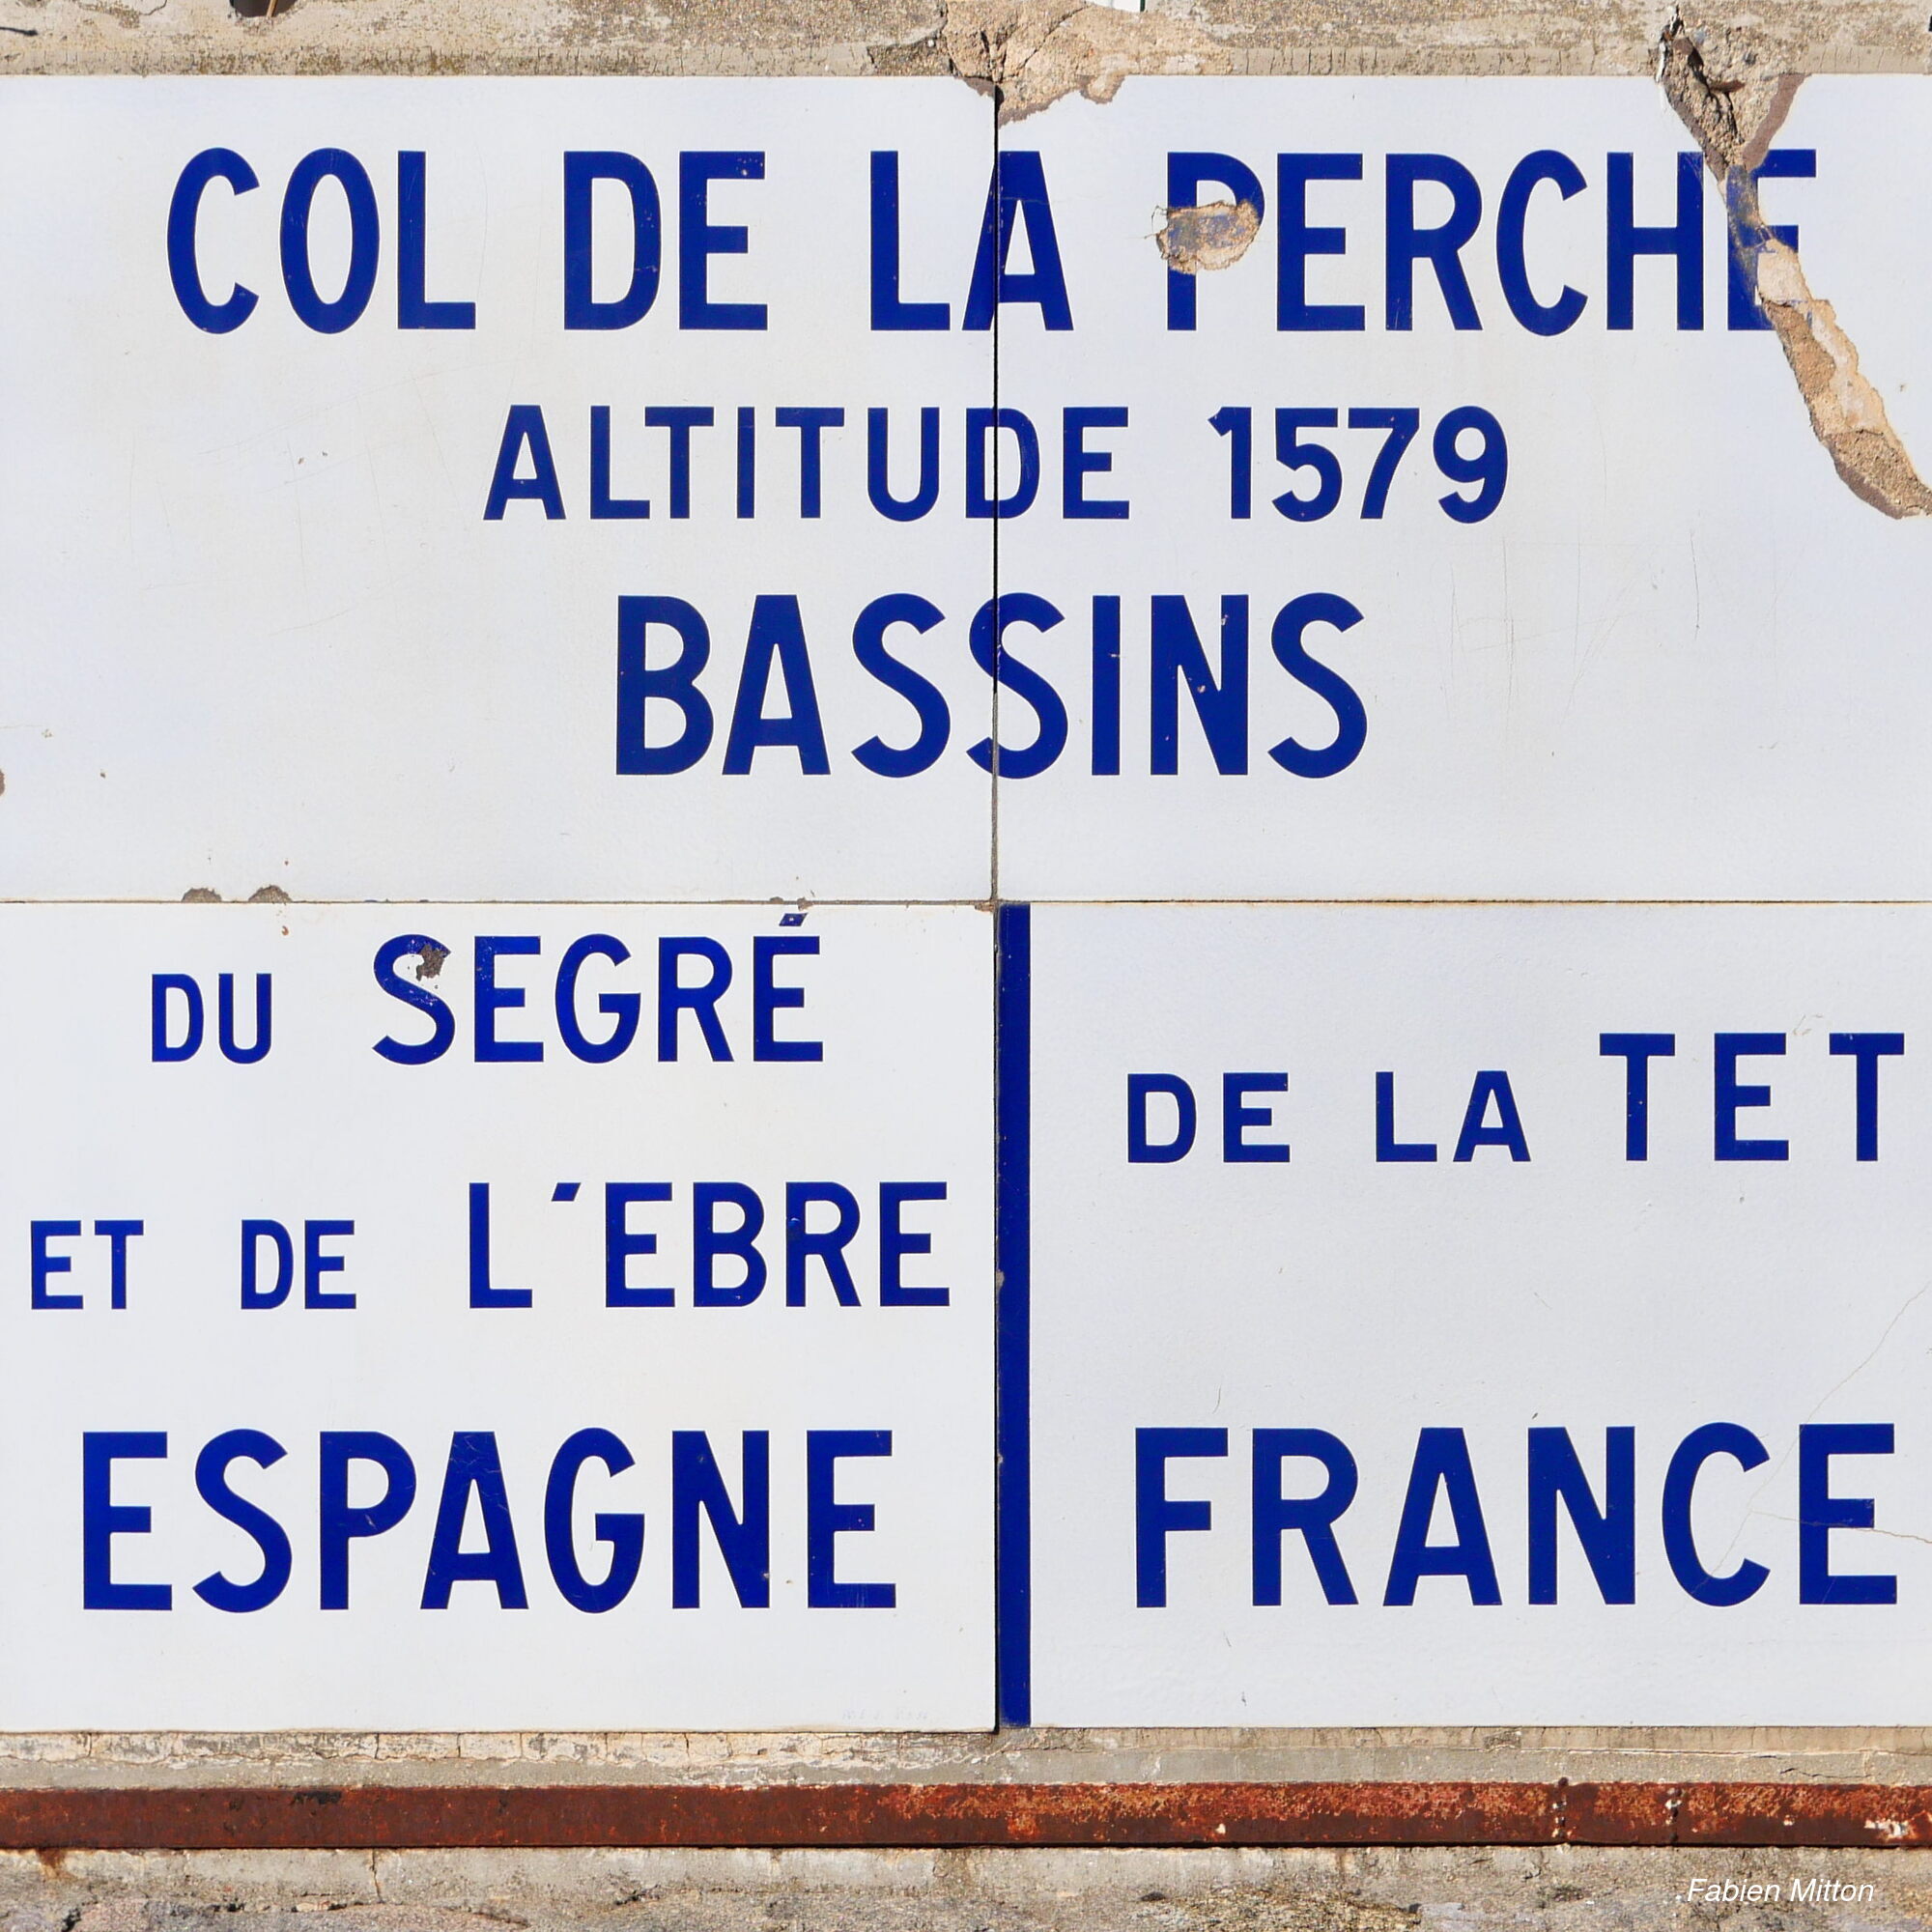 COL DE LA PERCHE
ALTITUDE 1579
BASSINS
DU SEGRÉ
ET DE L'EBRE
ESPAGNE
DE LA TET
FRANCE
Fabien Mitton